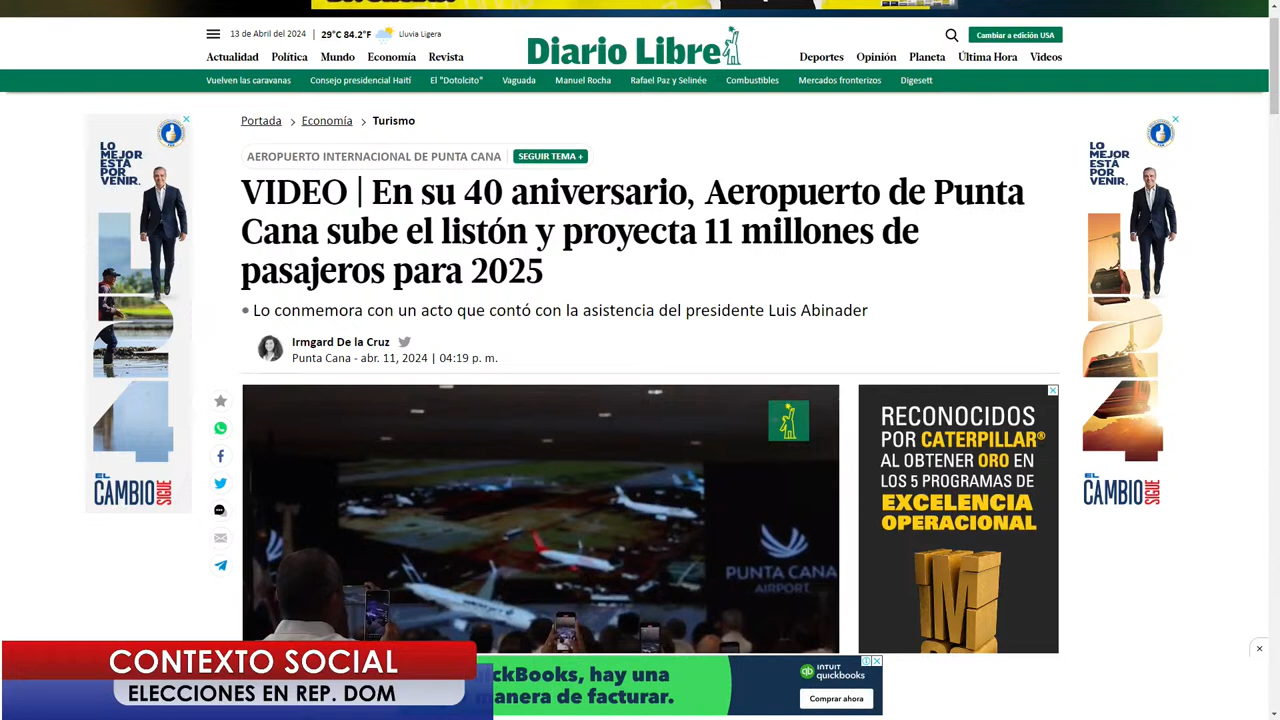 13 de Abril del 2024
29°C 84.2°F
Lluvia Ligera
Diario Libre
Cambiar a edición USA
Actualidad Política Mundo Economía Revista
Deportes Opinión Planeta Última Hora Videos
Vuelven las caravanas Consejo presidencial Haití El "Dotolcito" Vaguada Manuel Rocha Rafael Paz y Selinée Combustibles Mercados fronterizos Digesett
LO
MEJOR
ESTÁ
POR
VENIR.
EL
CAMBIO
SIGUE
Portada > Economía > Turismo
AEROPUERTO INTERNACIONAL DE PUNTA CANA
SEGUIR TEMA +
VIDEO | En su 40 aniversario, Aeropuerto de Punta
Cana sube el listón y proyecta 11 millones de
pasajeros para 2025
Lo conmemora con un acto que contó con la asistencia del presidente Luis Abinader
Irmgard De la Cruz
Punta Cana - abr. 11, 2024 | 04:19 p. m.
PUNTA CANA
AIRPORT
RECONOCIDOS
POR CATERPILLAR®
AL OBTENER ORO EN
LOS 5 PROGRAMAS DE
EXCELENCIA
OPERACIONAL
LO
MEJOR
ESTÁ
POR
VENIR.
EL
CAMBIO
SIGUE
CONTEXTO SOCIAL
ELECCIONES EN REP. DOM
ckBooks, hay una
manera de facturar.
INTUIT
quickbooks
Comprar ahora